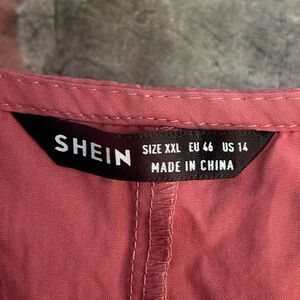 SHEIN
SIZE XXL EU 46 US 14
MADE IN CHINA